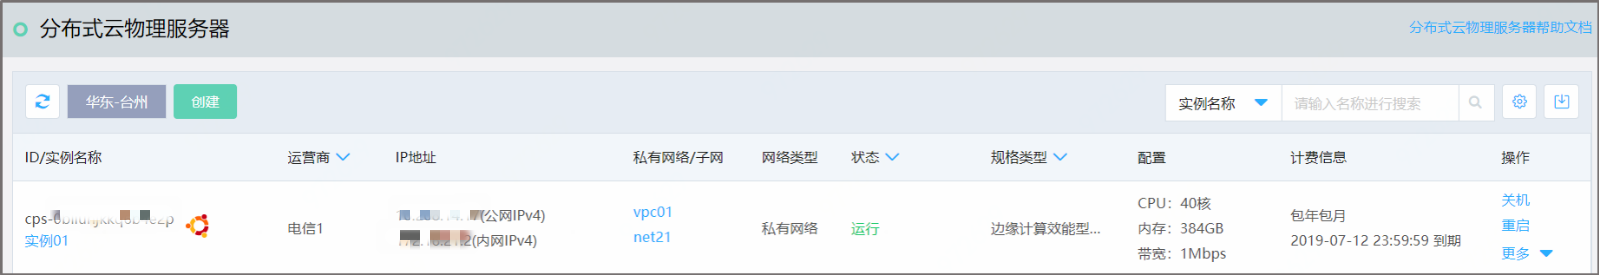 分布式云物理服务器
分布式云物理服务器帮助文档
华东-台州
创建
实例名称
请输入名称进行搜索
ID/实例名称 运营商 IP地址 私有网络/子网 网络类型 状态 规格类型 配置 计费信息 操作
实例01
电信1
(公网IPv4)
(内网IPv4)
vpc01
net21
私有网络
运行
边缘计算效能型...
CPU：40核
内存：384GB
带宽：1Mbps
包年包月
2019-07-12 23:59:59 到期
关机
重启
更多